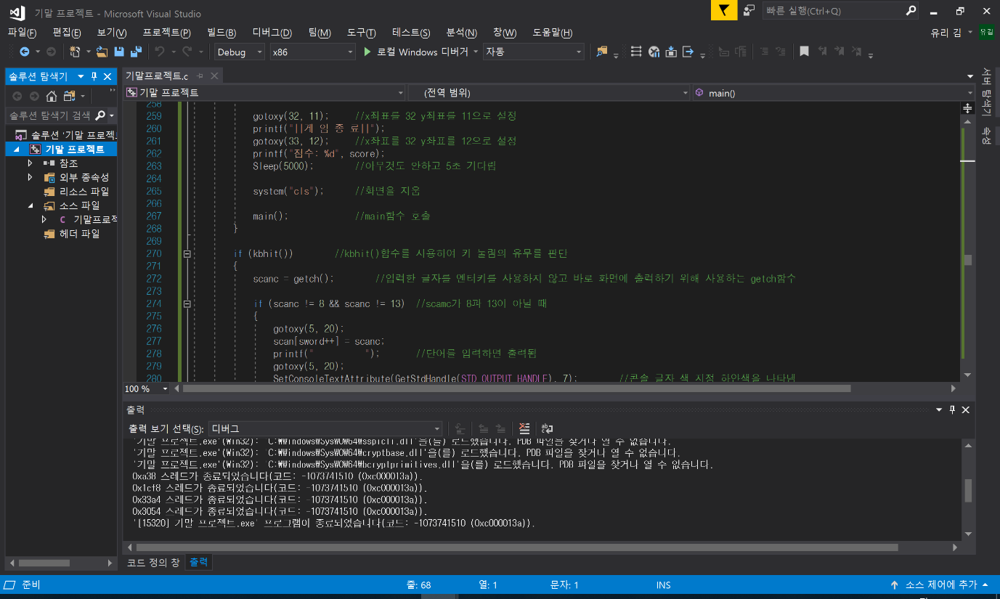 기말 프로젝트 - Microsoft Visual Studio
빠른 실행(Ctrl+Q)
파일(F) 편집(E) 보기(V) 프로젝트(P) 빌드(B) 디버그(D) 팀(M) 도구(T) 테스트(S) 분석(N) 창(W) 도움말(H)
유리 김 유김
Debug x86 로컬 Windows 디버거 자동
솔루션 탐색기
솔루션 탐색기 검색
솔루션 '기말 프로젝트
기말 프로젝트
참조
외부 종속성
리소스 파일
소스 파일
C 기말프로젝
헤더 파일
기말프로젝트.c
기말 프로젝트 (전역 범위) main()
258
259 gotoxy(32, 11); //x좌표를 32 y좌표를 11으로 설정
260 printf("||게 임 종 료||");
261 gotoxy(33, 12); //x좌표를 32 y좌표를 12으로 설정
262 printf("점수: %d", score);
263 Sleep(5000); //아무것도 안하고 5초 기다림
264
265 system("cls"); //화면을 지움
266
267 main(); //main함수 호출
268 }
269
270 if (kbhit()) //kbhit()함수를 사용하여 키 눌림의 유무를 판단
271 {
272 scanc = getch(); //입력한 글자를 엔터키를 사용하지 않고 바로 화면에 출력하기 위해 사용하는 getch함수
273
274 if (scanc != 8 && scanc != 13) //scamc가 8과 13이 아닐 때
275 {
276 gotoxy(5, 20);
277 scan[sword++] = scanc;
278 printf("          "); //단어를 입력하면 출력됨
279 gotoxy(5, 20);
280 SetConsoleTextAttribute(GetStdHandle(STD_OUTPUT_HANDLE), 7); //콘솔 글자 색 지정 하얀색을 나타냄
100 %
출력
출력 보기 선택(S): 디버그
'기말 프로젝트.exe'(Win32): 'C:\Windows\SysWOW64\sspicli.dll'을(를) 로드했습니다. PDB 파일을 찾거나 열 수 없습니다.
'기말 프로젝트.exe'(Win32): 'C:\Windows\SysWOW64\cryptbase.dll'을(를) 로드했습니다. PDB 파일을 찾거나 열 수 없습니다.
'기말 프로젝트.exe'(Win32): 'C:\Windows\SysWOW64\bcryptprimitives.dll'을(를) 로드했습니다. PDB 파일을 찾거나 열 수 없습니다.
0xa38 스레드가 종료되었습니다(코드: -1073741510 (0xc000013a)).
0x1cf8 스레드가 종료되었습니다(코드: -1073741510 (0xc000013a)).
0x33a4 스레드가 종료되었습니다(코드: -1073741510 (0xc000013a)).
0x3054 스레드가 종료되었습니다(코드: -1073741510 (0xc000013a)).
'[15320] 기말 프로젝트.exe' 프로그램이 종료되었습니다(코드: -1073741510 (0xc000013a)).
코드 정의 창 출력
서버 탐색기
속성
준비 줄: 68 열: 1 문자: 1 INS 소스 제어에 추가